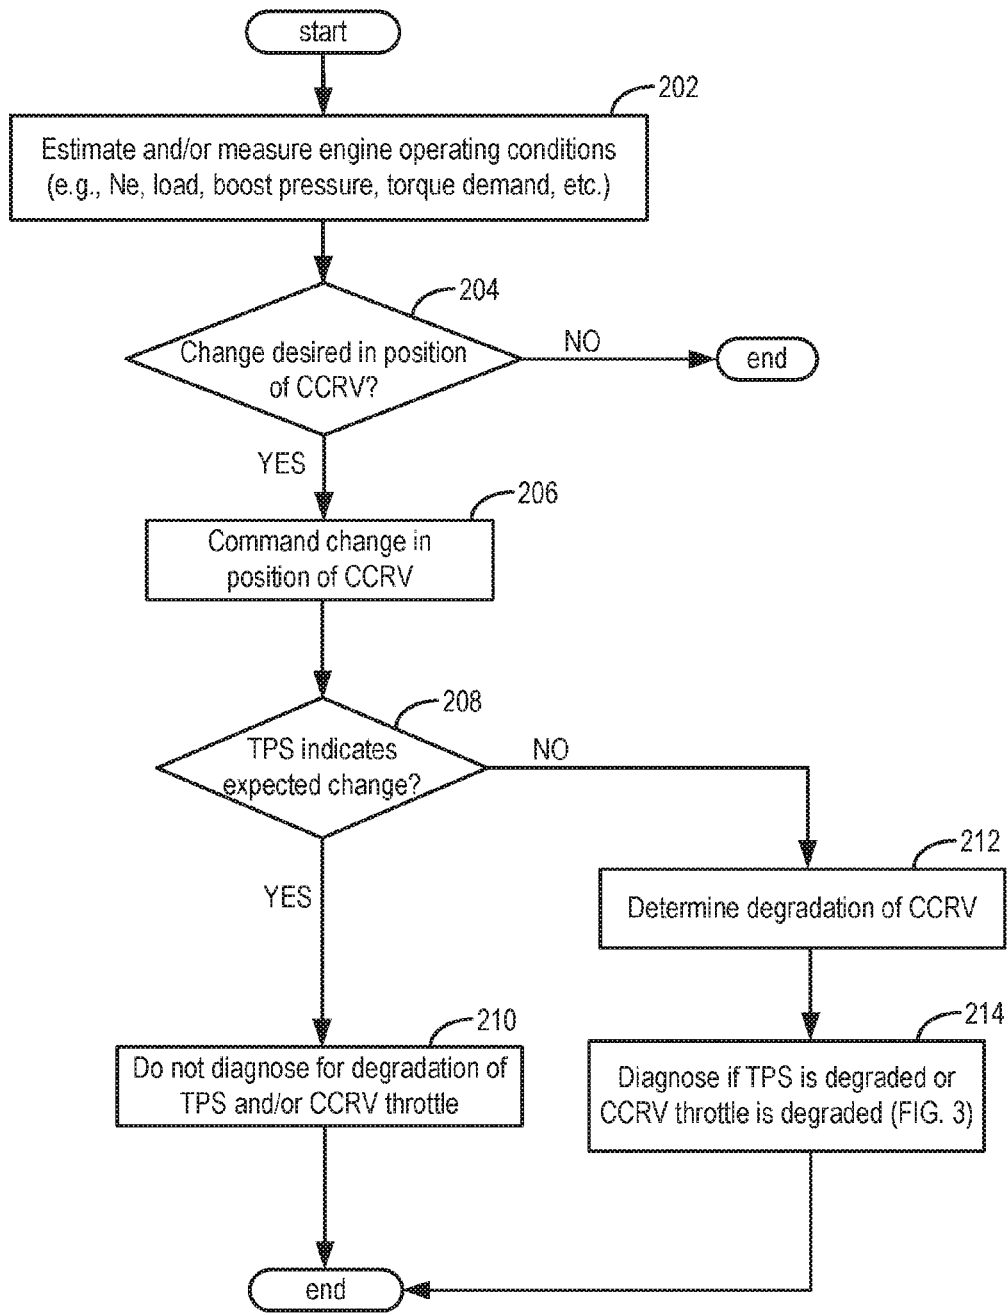 start
202
Estimate and/or measure engine operating conditions
(e.g., Ne, load, boost pressure, torque demand, etc.)
204
Change desired in position
of CCRV?
NO
end
YES
206
Command change in
position of CCRV
208
TPS indicates
expected change?
NO
YES
212
Determine degradation of CCRV
210
Do not diagnose for degradation of
TPS and/or CCRV throttle
214
Diagnose if TPS is degraded or
CCRV throttle is degraded (FIG. 3)
end